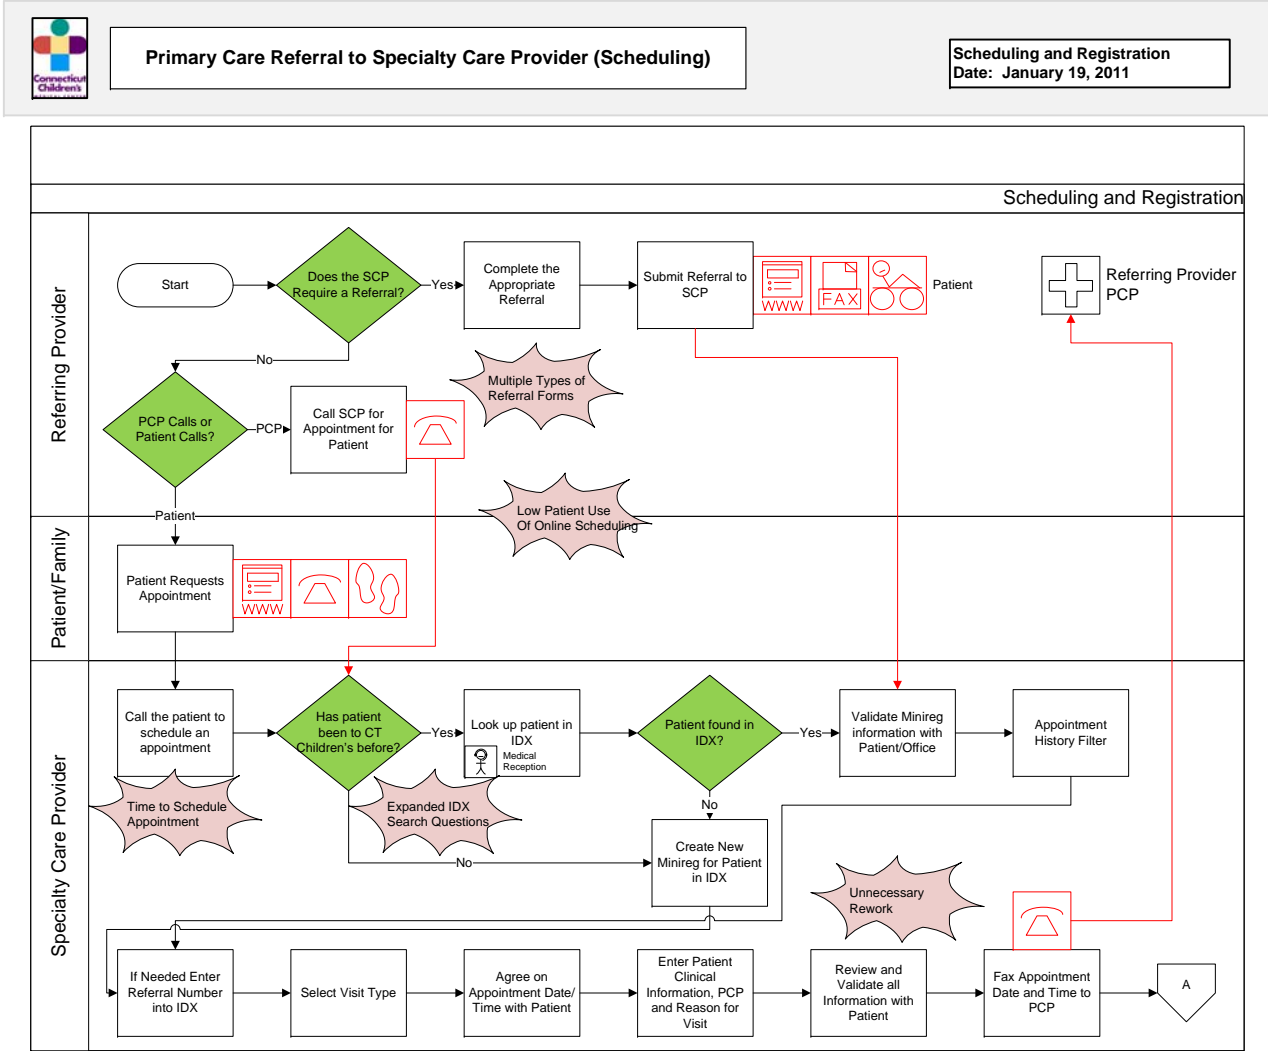 Connecticut
Children's
Primary Care Referral to Specialty Care Provider (Scheduling)
Scheduling and Registration
Date: January 19, 2011
Scheduling and Registration
Referring Provider
Start
Does the SCP
Require a Referral?
Yes
Complete the
Appropriate
Referral
Submit Referral to
SCP
WWW
FAX
Patient
Referring Provider
PCP
No
Multiple Types of
Referral Forms
PCP Calls or
Patient Calls?
PCP
Call SCP for
Appointment for
Patient
Low Patient Use
Of Online Scheduling
Patient
Patient/Family
Patient Requests
Appointment
WWW
Specialty Care Provider
Call the patient to
schedule an
appointment
Has patient
been to CT
Children's before?
Yes
Look up patient in
IDX
Medical
Reception
Patient found in
IDX?
Yes
Validate Minireg
information with
Patient/Office
Appointment
History Filter
Time to Schedule
Appointment
Expanded IDX
Search Questions
No
No
Create New
Minireg for Patient
in IDX
Unnecessary
Rework
If Needed Enter
Referral Number
into IDX
Select Visit Type
Agree on
Appointment Date/
Time with Patient
Enter Patient
Clinical
Information, PCP
and Reason for
Visit
Review and
Validate all
Information with
Patient
Fax Appointment
Date and Time to
PCP
A